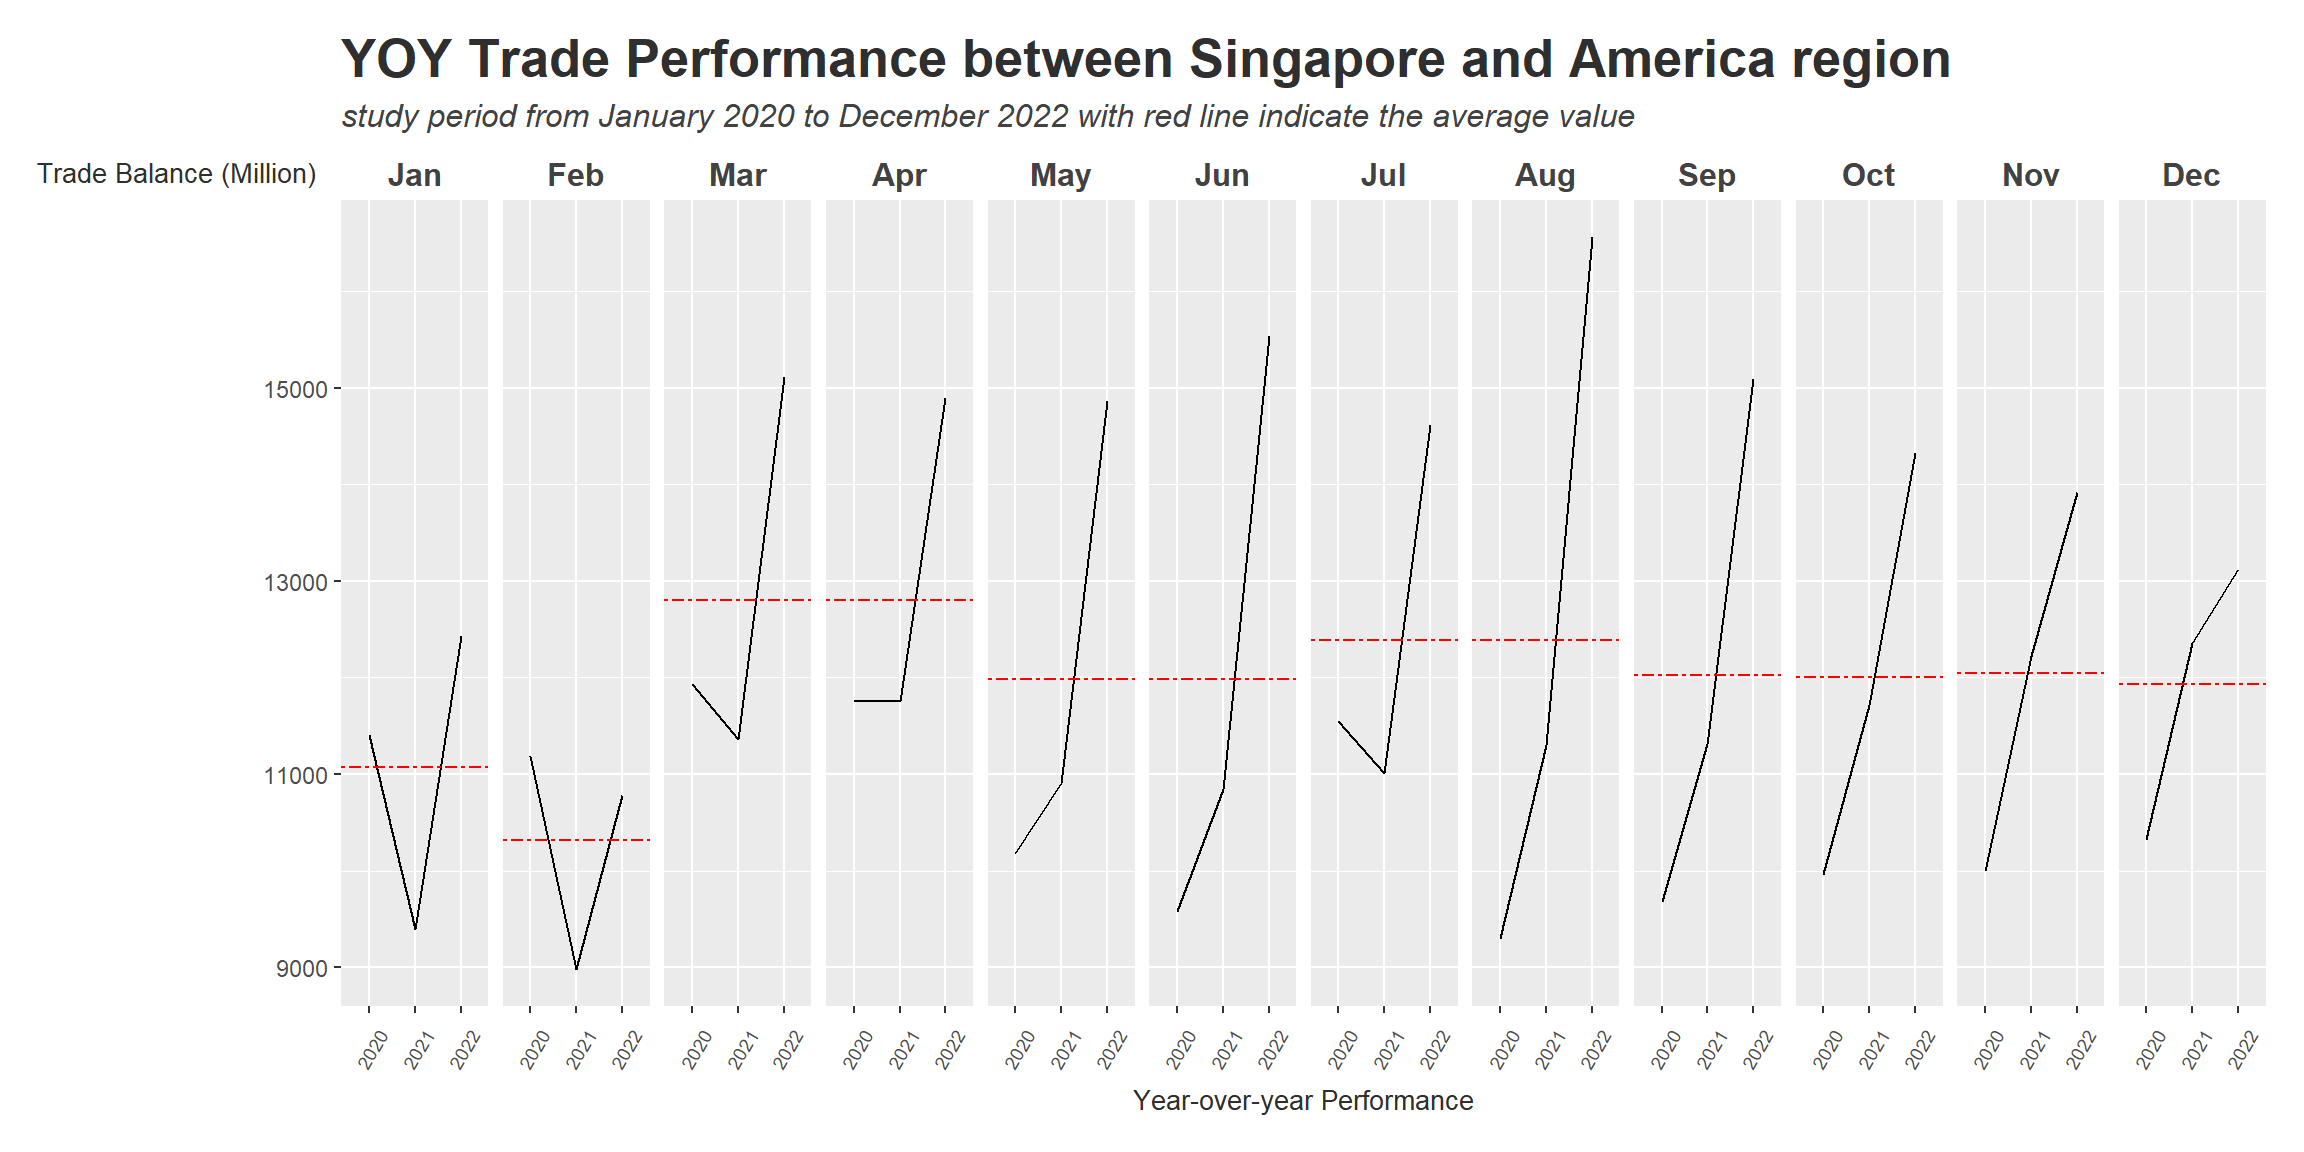 YOY Trade Performance between Singapore and America region
study period from January 2020 to December 2022 with red line indicate the average value
Trade Balance (Million)
Jan Feb Mar Apr May Jun Jul Aug Sep Oct Nov Dec
15000
13000
11000
9000
2020 2021 2022 2020 2021 2022 2020 2021 2022 2020 2021 2022 2020 2021 2022 2020 2021 2022 2020 2021 2022 2020 2021 2022 2020 2021 2022 2020 2021 2022 2020 2021 2022 2020 2021 2022
Year-over-year Performance